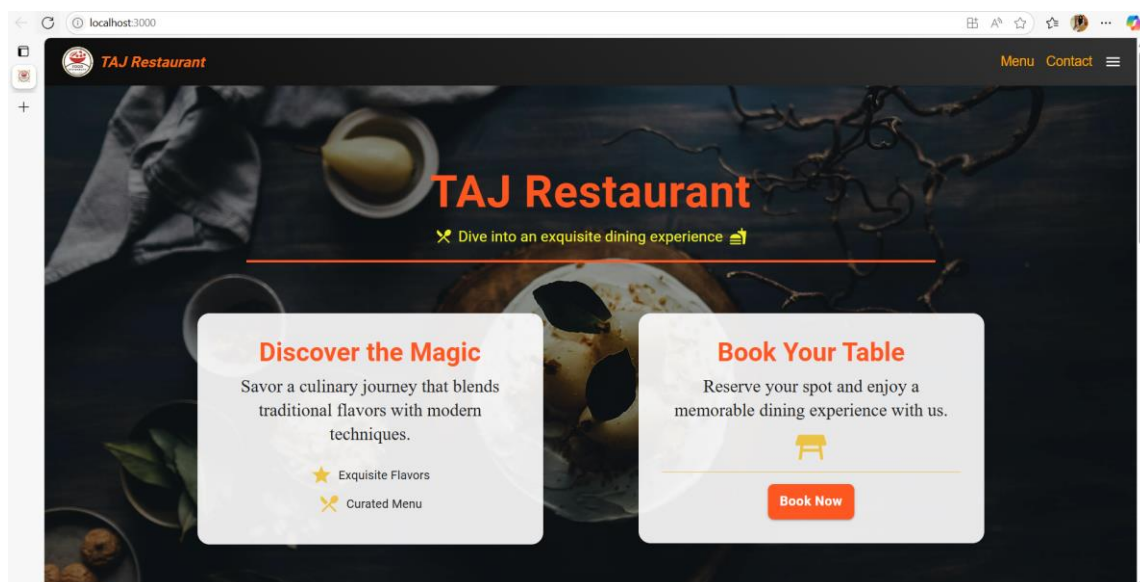 localhost:3000
TAJ Restaurant
Menu Contact
TAJ Restaurant
Dive into an exquisite dining experience
Discover the Magic
Savor a culinary journey that blends
traditional flavors with modern
techniques.
Exquisite Flavors
Curated Menu
Book Your Table
Reserve your spot and enjoy a
memorable dining experience with us.
Book Now